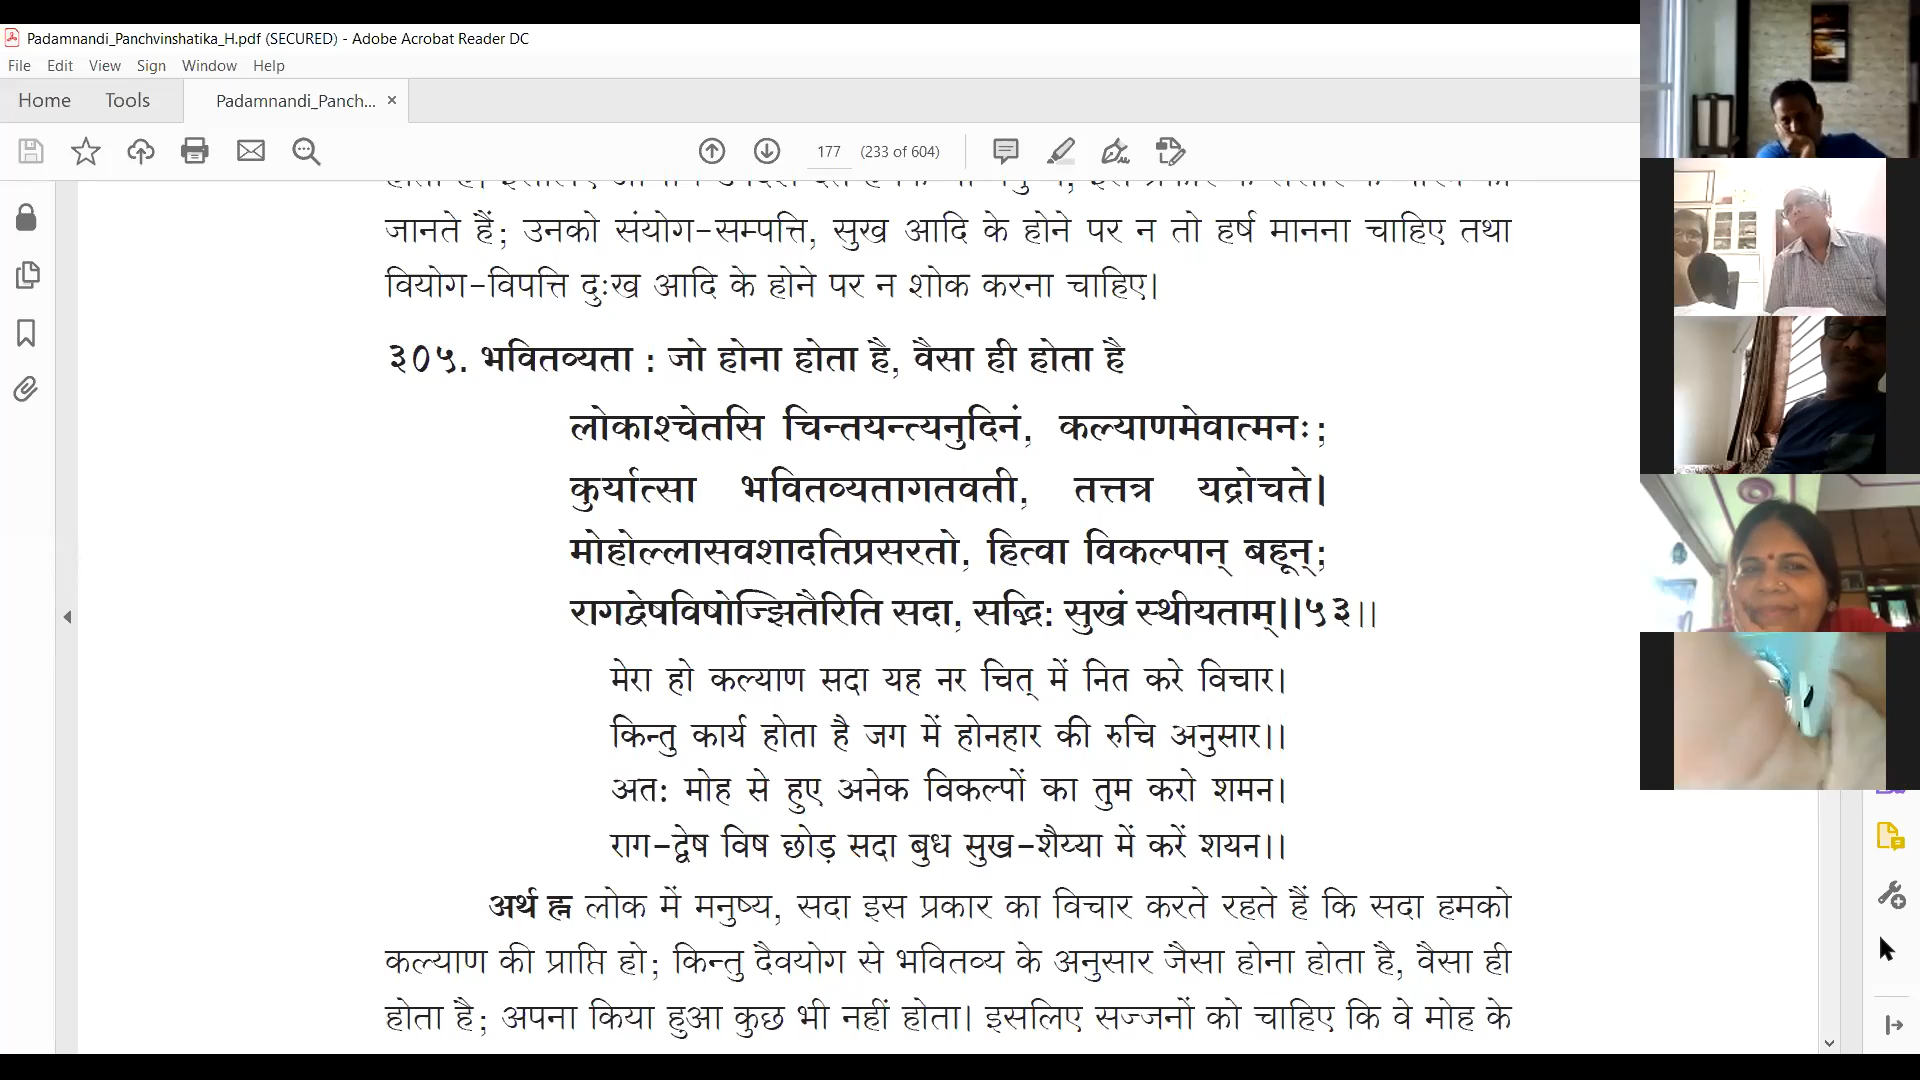 Padamnandi_Panchvinshatika_H.pdf (SECURED) - Adobe Acrobat Reader DC
File Edit View Sign Window Help
Home Tools Padamnandi_Panch... ×
177 (233 of 604)
जानते हैं; उनको संयोग-सम्पत्ति, सुख आदि के होने पर न तो हर्ष मानना चाहिए तथा
वियोग-विपत्ति दुःख आदि के होने पर न शोक करना चाहिए।
३०५. भवितव्यता : जो होना होता है, वैसा ही होता है
लोकाश्चेतसि चिन्तयन्त्यनुदिनं, कल्याणमेवात्मनः;
कुर्यात्सा भवितव्यतागतवती, तत्तत्र यद्रोचते।
मोहोल्लासवशादतिप्रसरतो, हित्वा विकल्पान् बहून्;
रागद्वेषविषोज्झितैरिति सदा, सद्भिः सुखं स्थीयताम्।।५३।।
मेरा हो कल्याण सदा यह नर चित् में नित करे विचार।
किन्तु कार्य होता है जग में होनहार की रुचि अनुसार।।
अतः मोह से हुए अनेक विकल्पों का तुम करो शमन।
राग-द्वेष विष छोड़ सदा बुध सुख-शैय्या में करें शयन।।
अर्थ ह्न लोक में मनुष्य, सदा इस प्रकार का विचार करते रहते हैं कि सदा हमको
कल्याण की प्राप्ति हो; किन्तु दैवयोग से भवितव्य के अनुसार जैसा होना होता है, वैसा ही
होता है; अपना किया हुआ कुछ भी नहीं होता। इसलिए सज्जनों को चाहिए कि वे मोह के